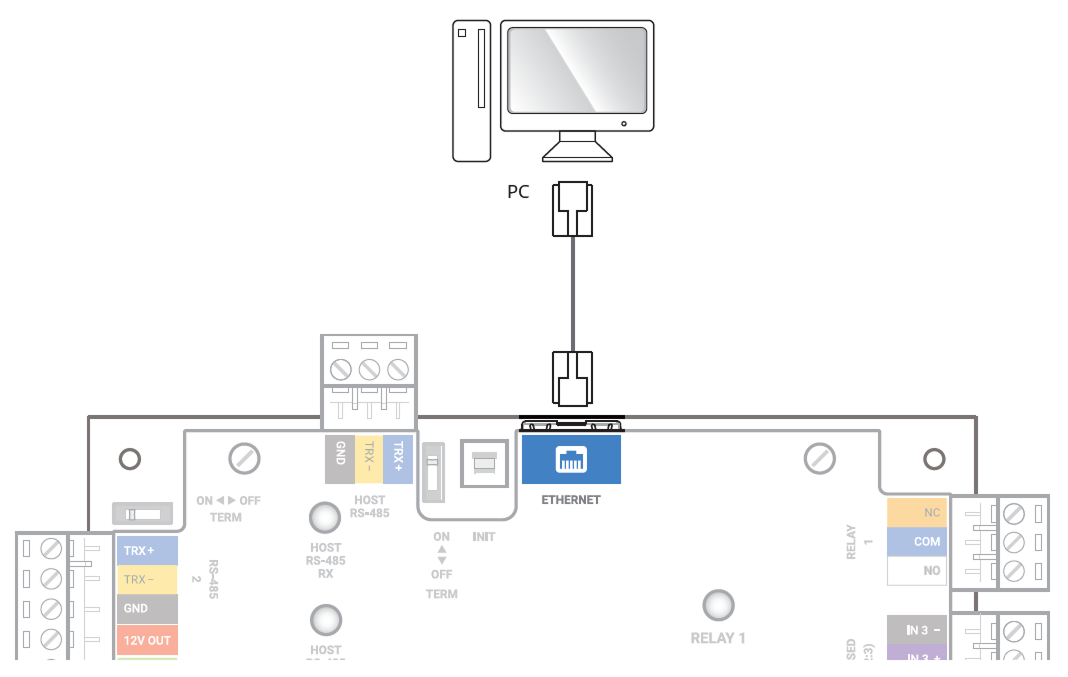 PC
GND
TRX -
TRX +
HOST
RS-485
ETHERNET
ON ◀ ▶ OFF
TERM
HOST
RS-485
RX
ON
▲
▼
OFF
TERM
INIT
NC
COM
NO
RELAY
1
TRX +
TRX -
GND
12V OUT
RS-485
2
HOST
RS-485
RELAY 1
IN 3 -
IN 3 +